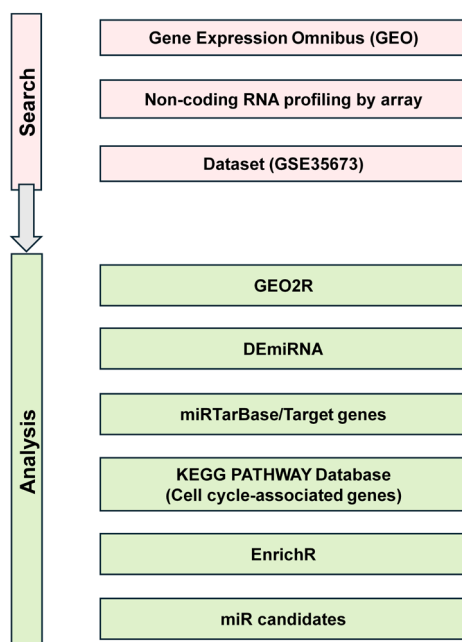 Search
Gene Expression Omnibus (GEO)
Non-coding RNA profiling by array
Dataset (GSE35673)
Analysis
GEO2R
DEmiRNA
miRTarBase/Target genes
KEGG PATHWAY Database
(Cell cycle-associated genes)
EnrichR
miR candidates